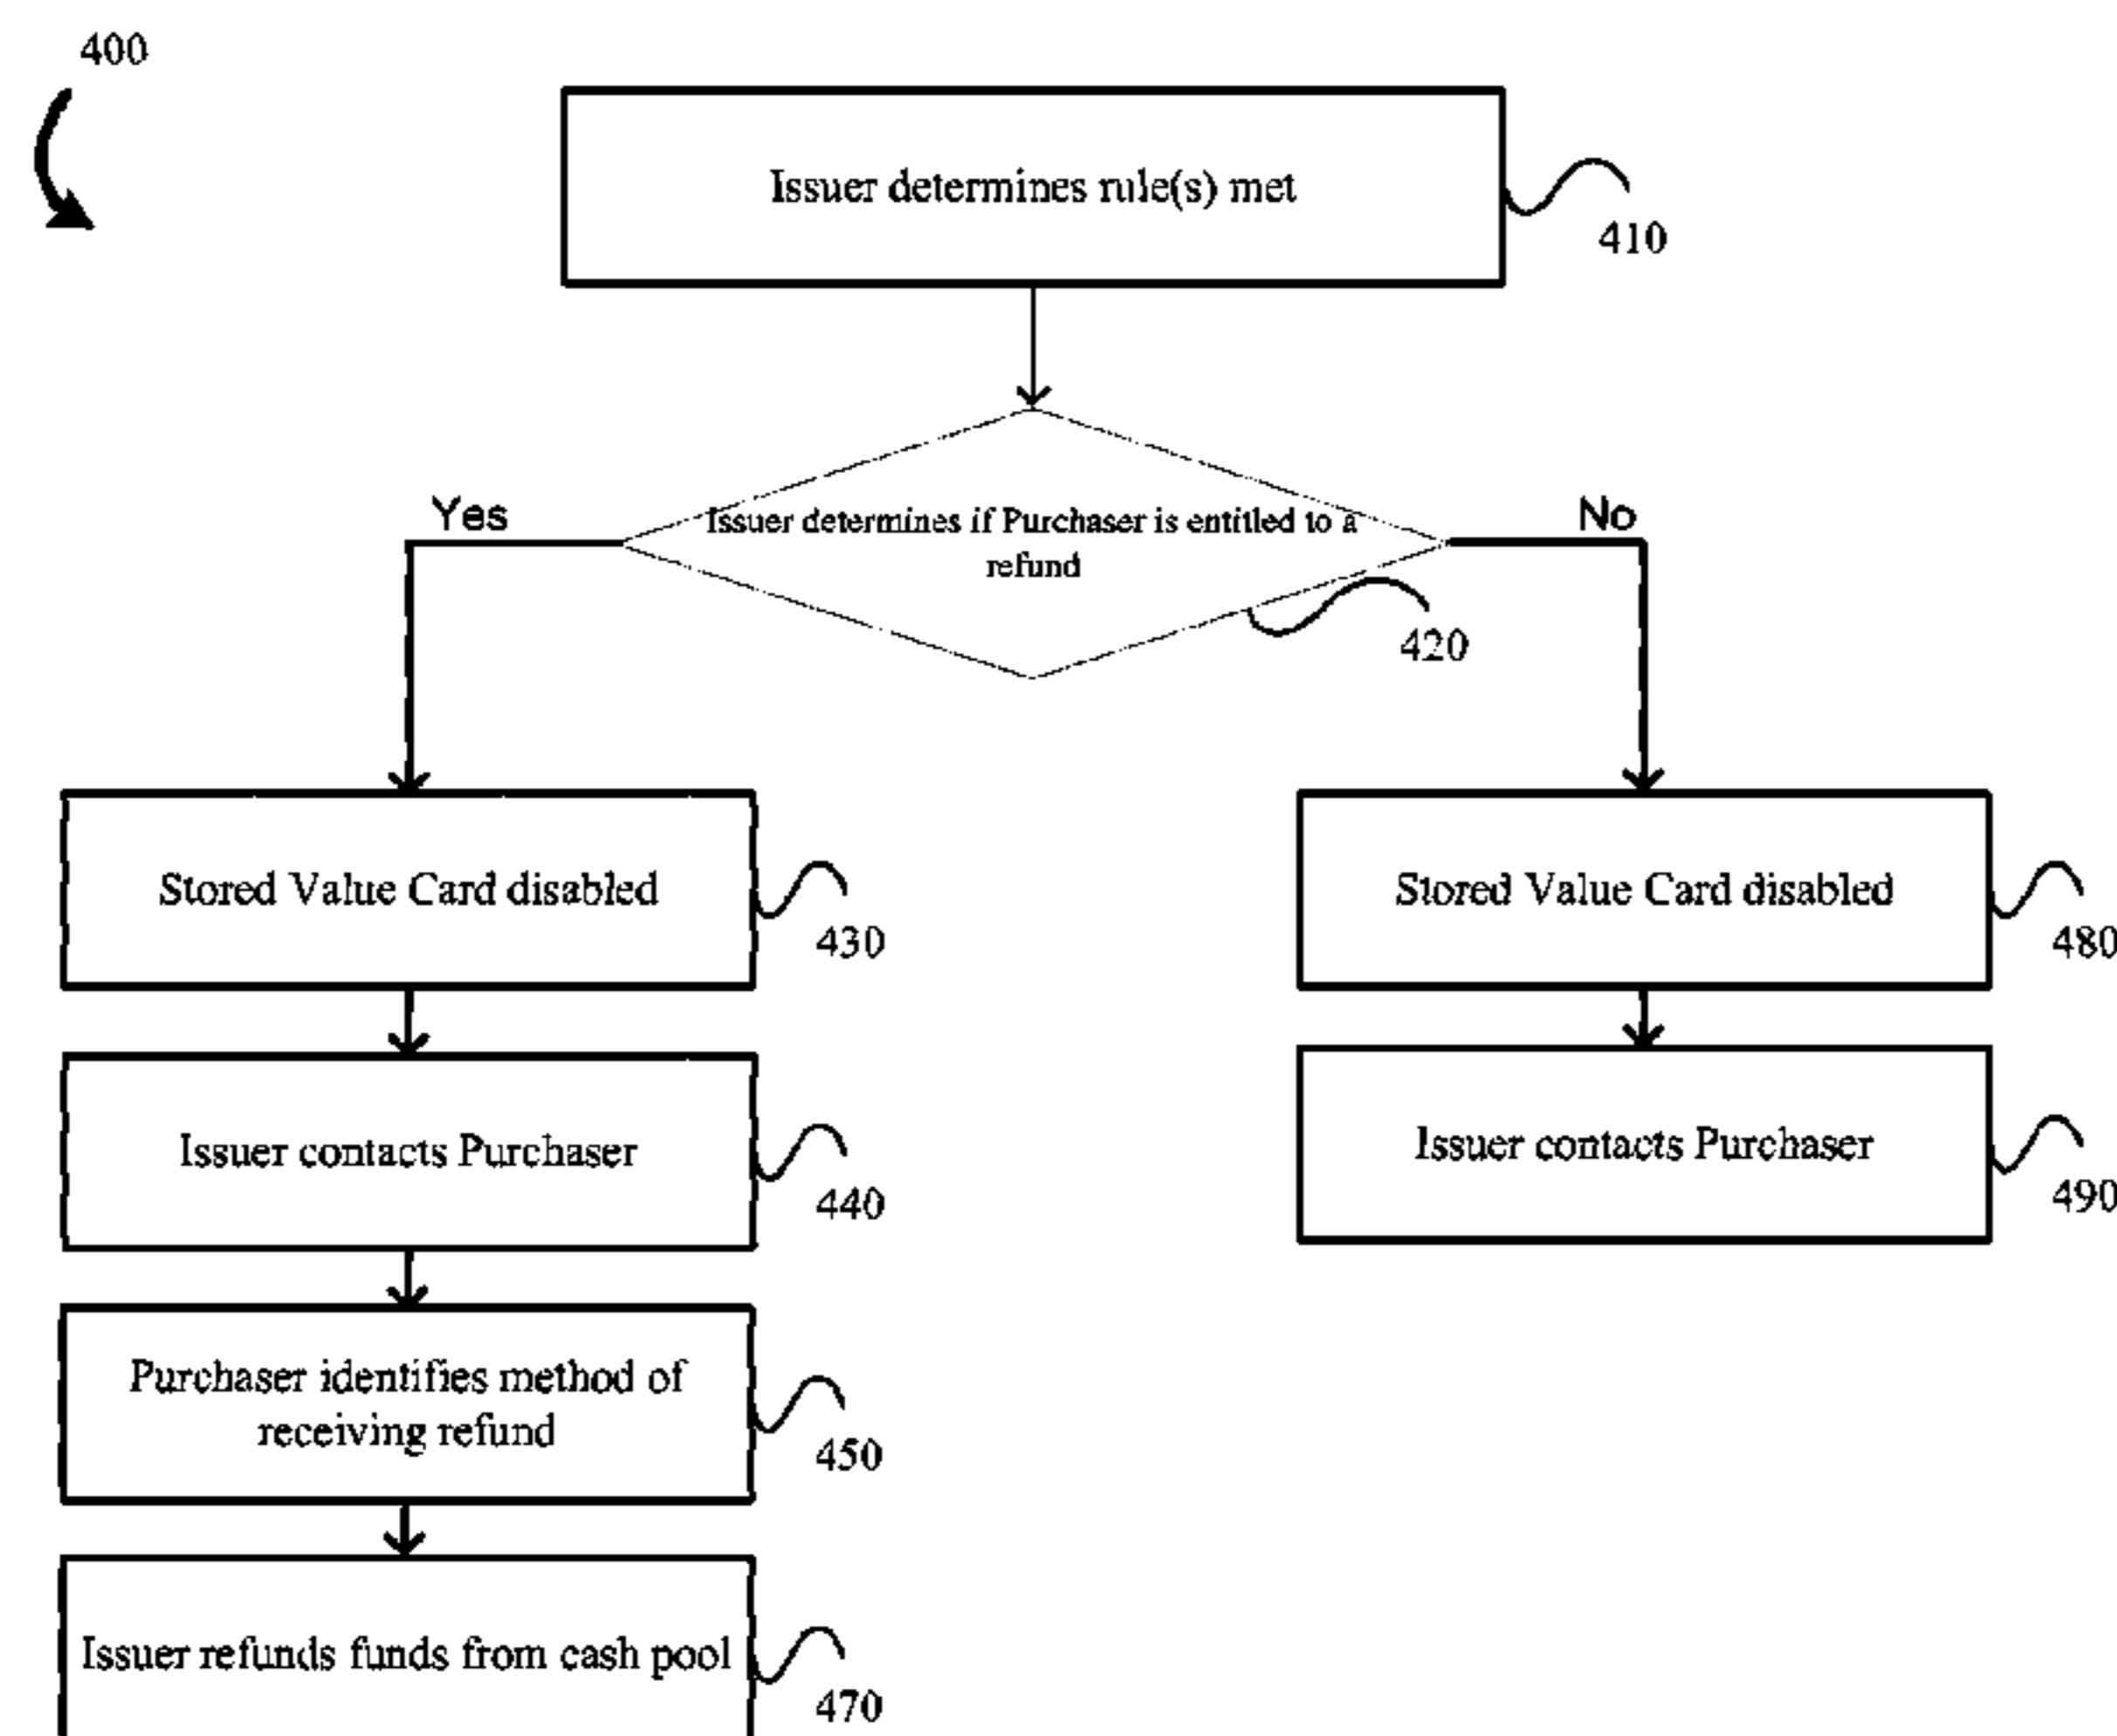 400
Issuer determines rule(s) met
410
Yes
No
Issuer determines if Purchaser is entitled to a
refund
420
Stored Value Card disabled
430
Stored Value Card disabled
480
Issuer contacts Purchaser
440
Issuer contacts Purchaser
490
Purchaser identifies method of
receiving refund
450
Issuer refunds funds from cash pool
470